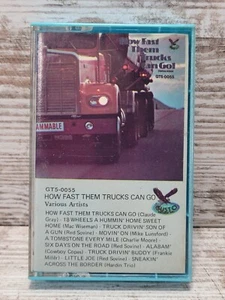 How Fast
Them
Trucks
Can Go!
GT5-0055
MMABLE
GT5-0055
HOW FAST THEM TRUCKS CAN GO
Various Artists
GUSTO
HOW FAST THEM TRUCKS CAN GO (Claude
Gray) · 18 WHEELS A HUMMIN' HOME SWEET
HOME (Mac Wiseman) · TRUCK DRIVIN' SON OF
A GUN (Red Sovine) · MOVIN' ON (Mike Lunsford) ·
A TOMBSTONE EVERY MILE (Charlie Moore) ·
SIX DAYS ON THE ROAD (Red Sovine) · ALABAM'
(Cowboy Copas) · TRUCK DRIVIN' BUDDY (Frankie
Miller) · LITTLE JOE (Red Sovine) · SNEAKIN'
ACROSS THE BORDER (Hardin Trio)